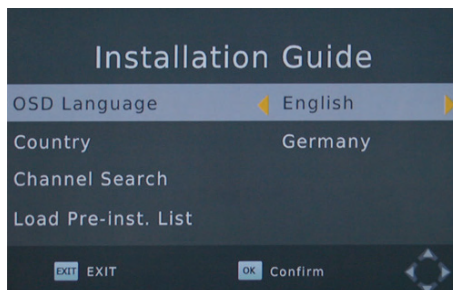 Installation Guide
OSD Language English
Country Germany
Channel Search
Load Pre-inst. List
EXIT EXIT OK Confirm